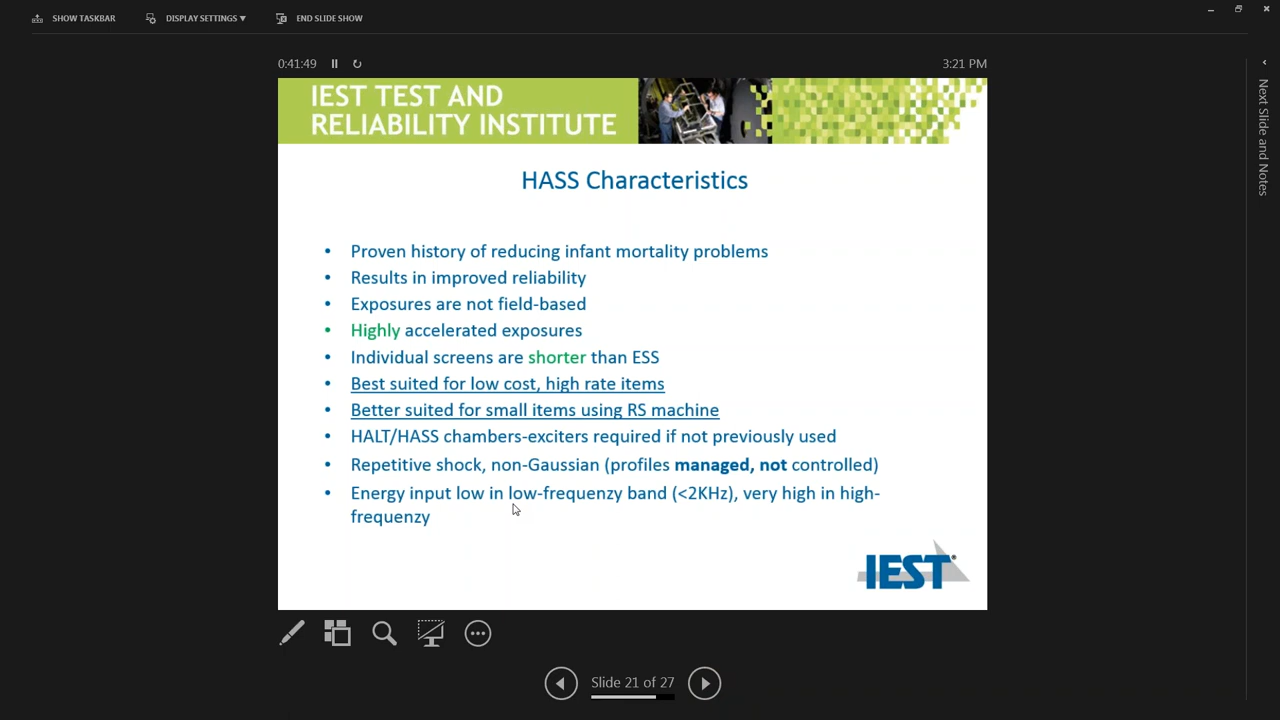 SHOW TASKBAR
DISPLAY SETTINGS ▾
END SLIDE SHOW
0:41:49
3:21 PM
Next Slide and Notes
IEST TEST AND
RELIABILITY INSTITUTE
HASS Characteristics
• Proven history of reducing infant mortality problems
• Results in improved reliability
• Exposures are not field-based
• Highly accelerated exposures
• Individual screens are shorter than ESS
• Best suited for low cost, high rate items
• Better suited for small items using RS machine
• HALT/HASS chambers-exciters required if not previously used
• Repetitive shock, non-Gaussian (profiles managed, not controlled)
• Energy input low in low-frequenzy band (<2KHz), very high in high-
frequenzy
IEST®
Slide 21 of 27